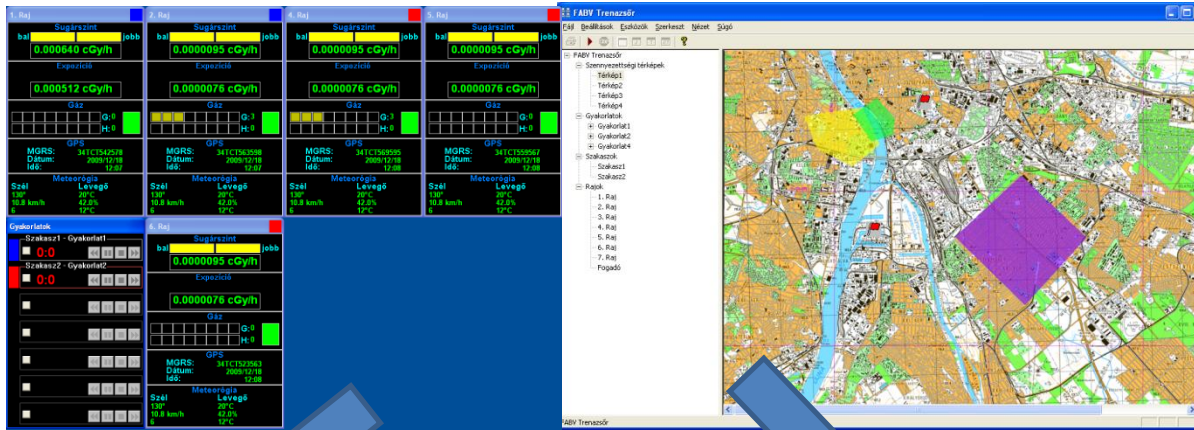 1. Raj
Sugárszint
bal jobb
0.000640 cGy/h
Expozíció
0.000512 cGy/h
Gáz
G: 0
H: 0
GPS
MGRS: 34TCT542578
Dátum: 2009/12/18
Idő: 12:07
Meteorógia
Szél Levegő
130° 20°C
10.8 km/h 42.0%
6 12°C
2. Raj
Sugárszint
bal jobb
0.0000095 cGy/h
Expozíció
0.0000076 cGy/h
Gáz
G: 3
H: 0
GPS
MGRS: 34TCT563598
Dátum: 2009/12/18
Idő: 12:07
Meteorógia
Szél Levegő
130° 20°C
10.8 km/h 42.0%
6 12°C
4. Raj
Sugárszint
bal jobb
0.0000095 cGy/h
Expozíció
0.0000076 cGy/h
Gáz
G: 3
H: 0
GPS
MGRS: 34TCT569595
Dátum: 2009/12/18
Idő: 12:08
Meteorógia
Szél Levegő
130° 20°C
10.8 km/h 42.0%
6 12°C
5. Raj
Sugárszint
bal jobb
0.0000095 cGy/h
Expozíció
0.0000076 cGy/h
Gáz
G: 0
H: 0
GPS
MGRS: 34TCT559567
Dátum: 2009/12/18
Idő: 12:08
Meteorógia
Szél Levegő
130° 20°C
10.8 km/h 42.0%
6 12°C
Gyakorlatok
Szakasz1 - Gyakorlat1
0:0
Szakasz2 - Gyakorlat2
0:0
6. Raj
Sugárszint
bal jobb
0.0000095 cGy/h
Expozíció
0.0000076 cGy/h
Gáz
G: 0
H: 0
GPS
MGRS: 34TCT523563
Dátum: 2009/12/18
Idő: 12:08
Meteorógia
Szél Levegő
130° 20°C
10.8 km/h 42.0%
6 12°C
FABV Trenazsőr
Fájl Beállítások Eszközök Szerkeszt Nézet Súgó
FABV Trenazsőr
Szennyezettségi térképek
Térkép1
Térkép2
Térkép3
Térkép4
Gyakorlatok
Gyakorlat1
Gyakorlat2
Gyakorlat4
Szakaszok
Szakasz1
Szakasz2
Rajok
1. Raj
2. Raj
3. Raj
4. Raj
5. Raj
6. Raj
7. Raj
Fogadó
FABV Trenazsőr